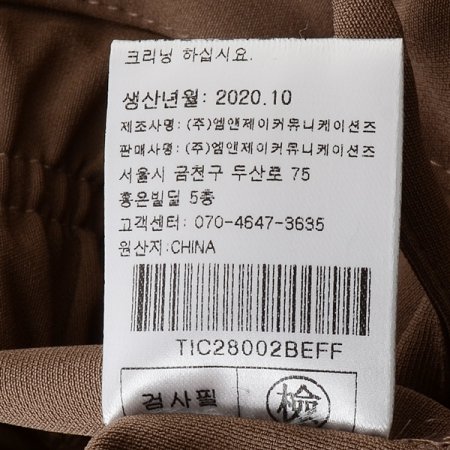 크리닝 하십시요.
생산년월: 2020.10
제조사명: (주)엠앤제이커뮤니케이션즈
판매사명: (주)엠앤제이커뮤니케이션즈
서울시 금천구 두산로 75
홍은빌딩 5층
고객센터: 070-4647-3635
원산지:CHINA
TIC28002BEFF
검사필 檢